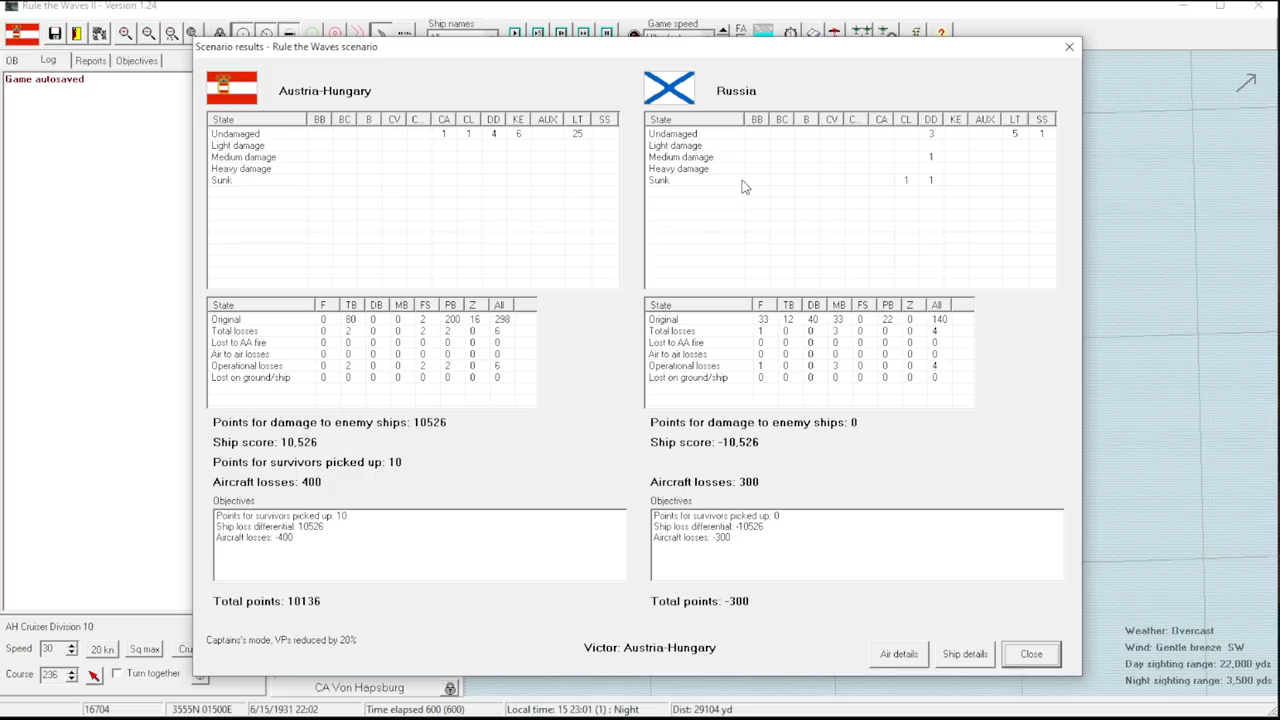 Rule the Waves II - Version 1.24
Ship names
Game speed
FA
OB Log Reports Objectives
Game autosaved
Scenario results - Rule the Waves scenario
Austria-Hungary
State BB BC B CV C... CA CL DD KE AUX LT SS
Undamaged 1 1 4 6 25
Light damage
Medium damage
Heavy damage
Sunk
State F TB DB MB FS PB Z All
Original 0 80 0 0 2 200 16 298
Total losses 0 2 0 0 2 2 0 6
Lost to AA fire 0 0 0 0 0 0 0 0
Air to air losses 0 0 0 0 0 0 0 0
Operational losses 0 2 0 0 2 2 0 6
Lost on ground/ship 0 0 0 0 0 0 0 0
Points for damage to enemy ships: 10526
Ship score: 10,526
Points for survivors picked up: 10
Aircraft losses: 400
Objectives
Points for survivors picked up: 10
Ship loss differential: 10526
Aircraft losses: -400
Total points: 10136
Captains's mode, VPs reduced by 20%
Russia
State BB BC B CV C... CA CL DD KE AUX LT SS
Undamaged 3 5 1
Light damage
Medium damage 1
Heavy damage
Sunk 1 1
State F TB DB MB FS PB Z All
Original 33 12 40 33 0 22 0 140
Total losses 1 0 0 3 0 0 0 4
Lost to AA fire 0 0 0 0 0 0 0 0
Air to air losses 0 0 0 0 0 0 0 0
Operational losses 1 0 0 3 0 0 0 4
Lost on ground/ship 0 0 0 0 0 0 0 0
Points for damage to enemy ships: 0
Ship score: -10,526
Aircraft losses: 300
Objectives
Points for survivors picked up: 0
Ship loss differential: -10526
Aircraft losses: -300
Total points: -300
Victor: Austria-Hungary
Air details Ship details Close
AH Cruiser Division 10
Speed 30 20 kn Sq max Cru
Course 236 Turn together
CA Von Hapsburg
Weather: Overcast
Wind: Gentle breeze SW
Day sighting range: 22,000 yds
Night sighting range: 3,500 yds
16704 3555N 01500E 6/15/1931 22:02 Time elapsed 600 (600) Local time: 15 23:01 (1) : Night Dist: 29104 yd